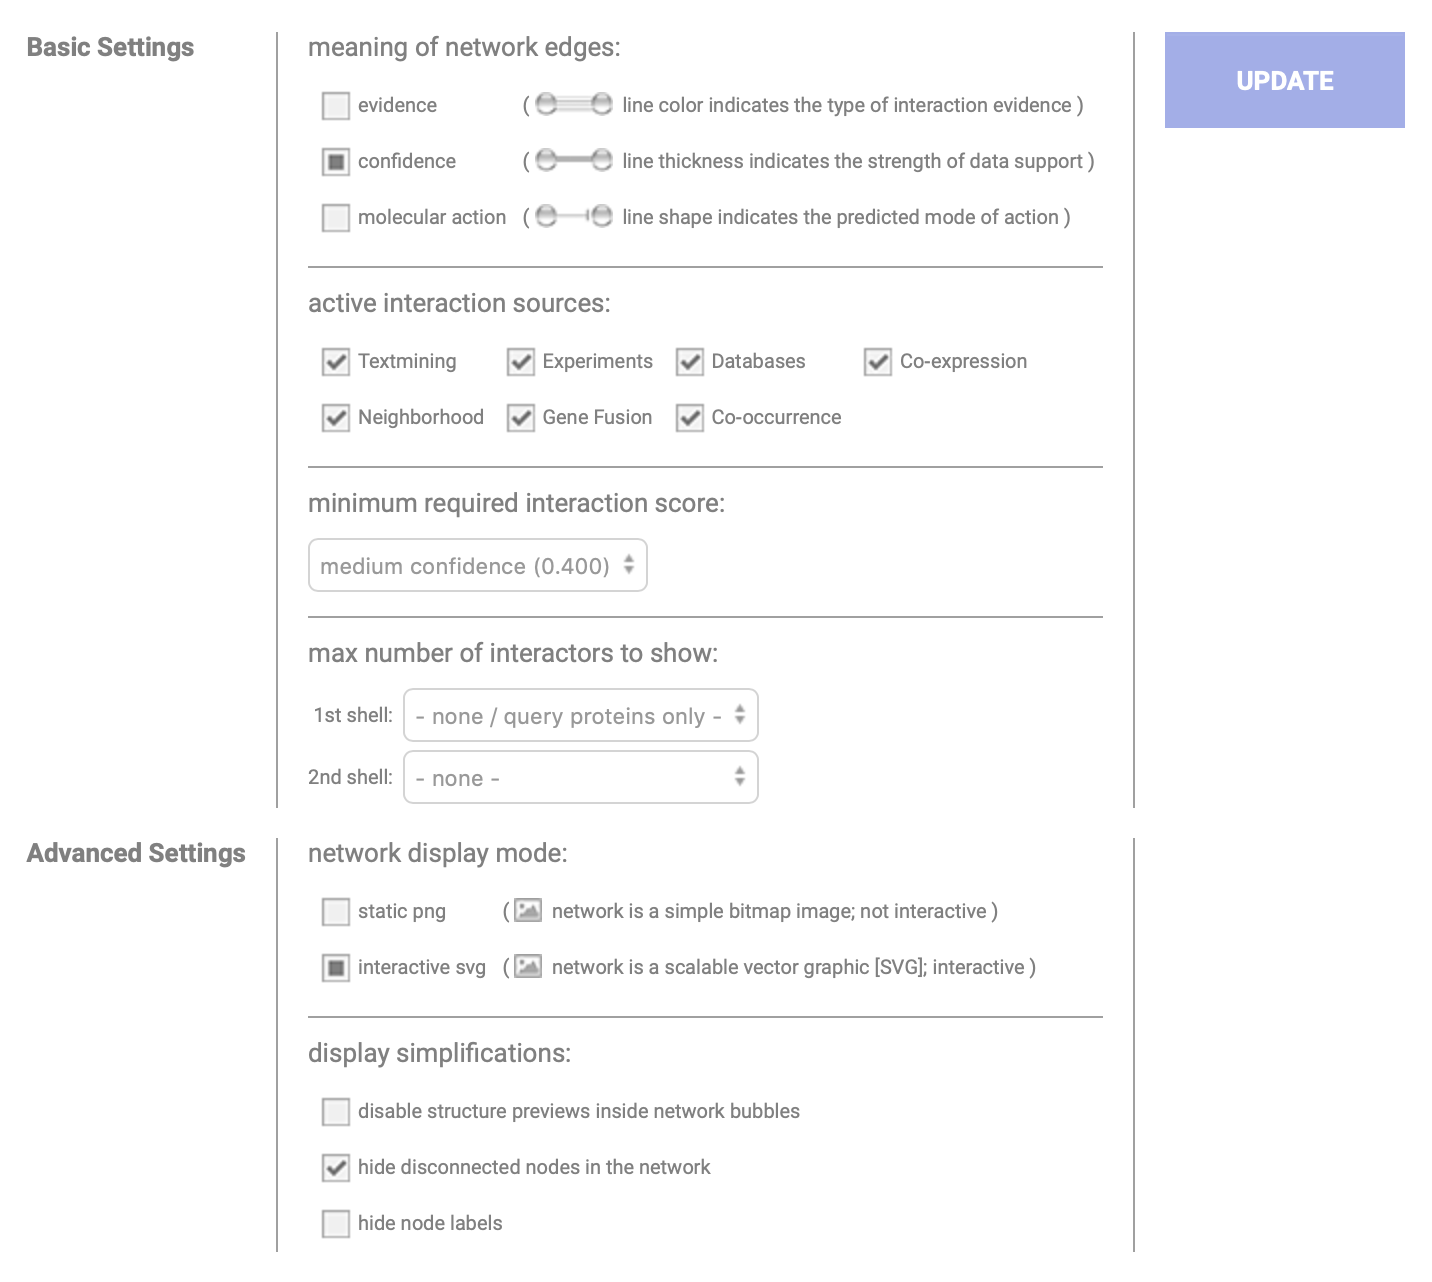 Basic Settings
meaning of network edges:
UPDATE
evidence ( line color indicates the type of interaction evidence )
confidence ( line thickness indicates the strength of data support )
molecular action ( line shape indicates the predicted mode of action )
active interaction sources:
Textmining Experiments Databases Co-expression
Neighborhood Gene Fusion Co-occurrence
minimum required interaction score:
medium confidence (0.400)
max number of interactors to show:
1st shell: - none / query proteins only -
2nd shell: - none -
Advanced Settings
network display mode:
static png ( network is a simple bitmap image; not interactive )
interactive svg ( network is a scalable vector graphic [SVG]; interactive )
display simplifications:
disable structure previews inside network bubbles
hide disconnected nodes in the network
hide node labels